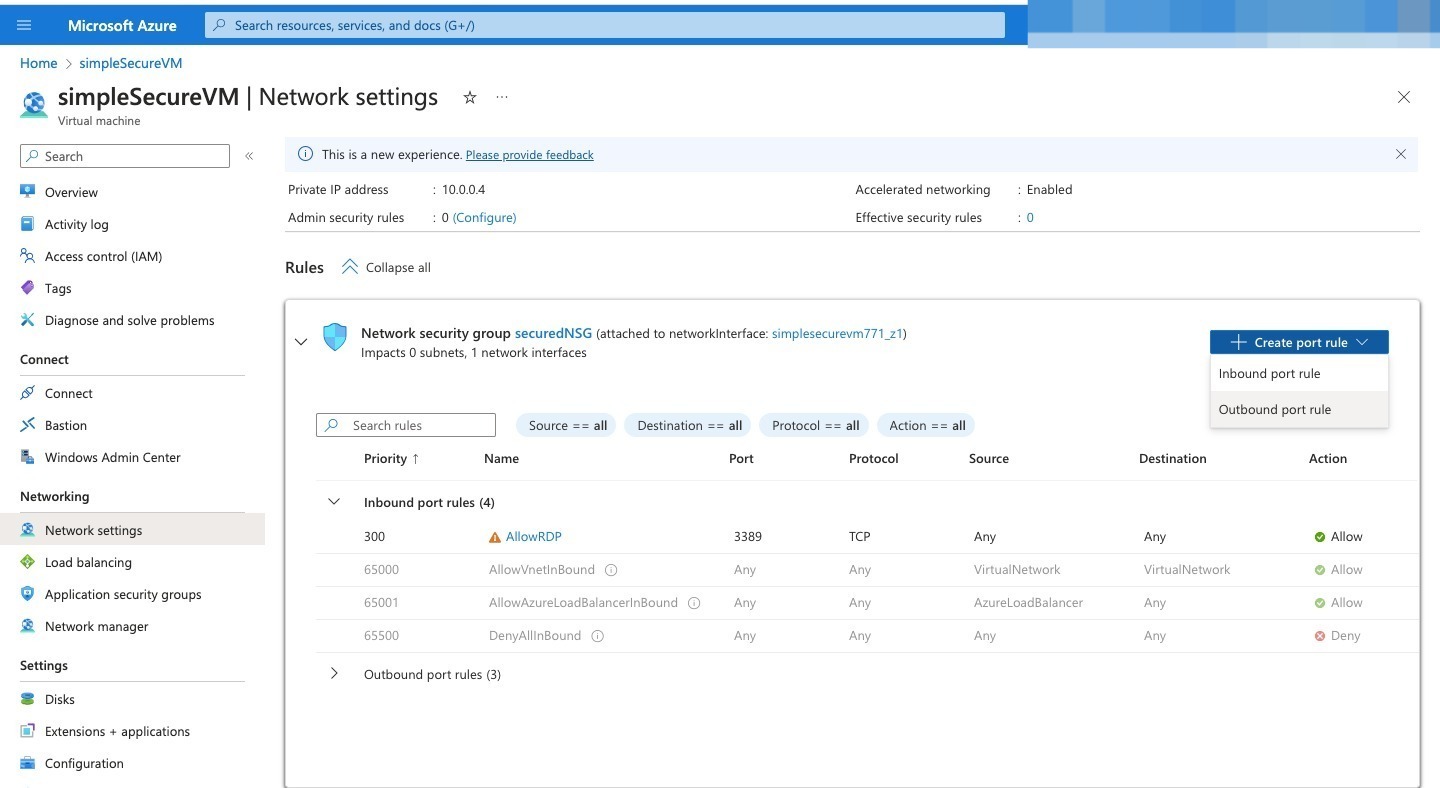 Microsoft Azure
Search resources, services, and docs (G+/)
Home > simpleSecureVM
simpleSecureVM | Network settings
Virtual machine
Search
Overview
Activity log
Access control (IAM)
Tags
Diagnose and solve problems
Connect
Connect
Bastion
Windows Admin Center
Networking
Network settings
Load balancing
Application security groups
Network manager
Settings
Disks
Extensions + applications
Configuration
This is a new experience. Please provide feedback
Private IP address : 10.0.0.4
Accelerated networking : Enabled
Admin security rules : 0 (Configure)
Effective security rules : 0
Rules Collapse all
Network security group securedNSG (attached to networkInterface: simplesecurevm771_z1)
Impacts 0 subnets, 1 network interfaces
Create port rule
Inbound port rule
Outbound port rule
Search rules Source == all Destination == all Protocol == all Action == all
Priority ↑ Name Port Protocol Source Destination Action
Inbound port rules (4)
300 AllowRDP 3389 TCP Any Any Allow
65000 AllowVnetInBound Any Any VirtualNetwork VirtualNetwork Allow
65001 AllowAzureLoadBalancerInBound Any Any AzureLoadBalancer Any Allow
65500 DenyAllInBound Any Any Any Any Deny
Outbound port rules (3)